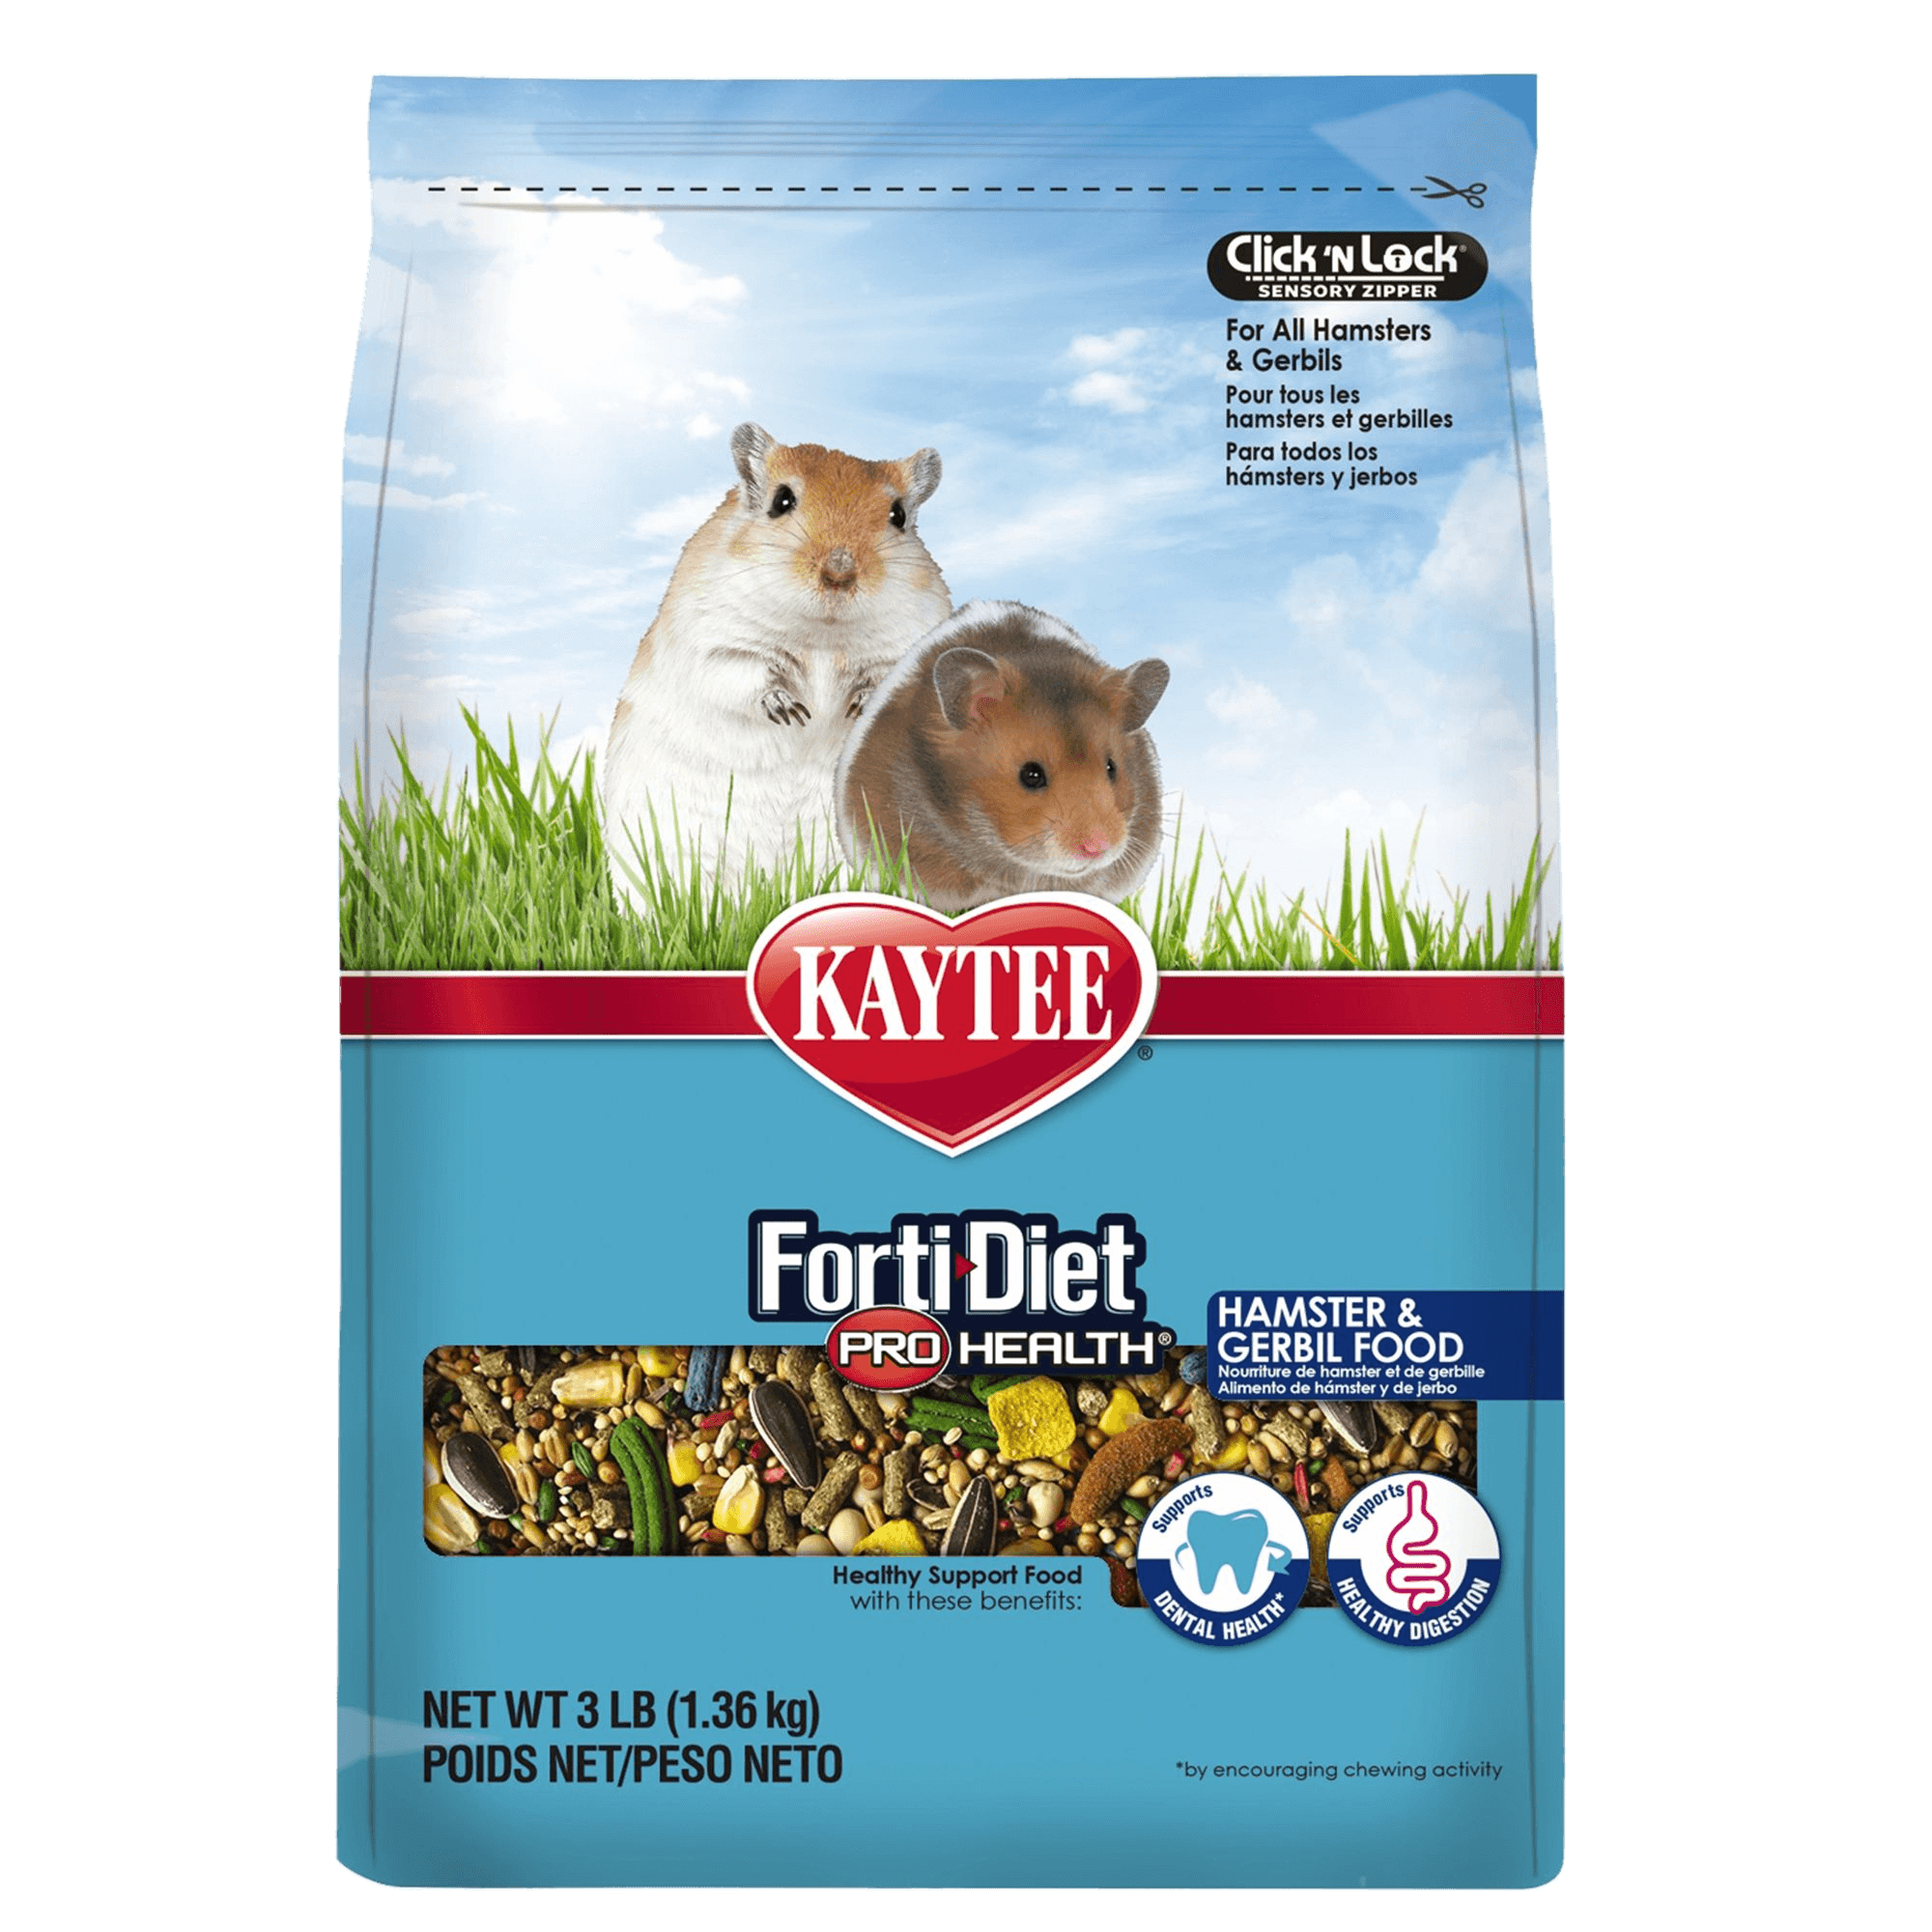 Click 'N Lock®
SENSORY ZIPPER
For All Hamsters
& Gerbils
Pour tous les
hamsters et gerbilles
Para todos los
hámsters y jerbos
KAYTEE®
Forti Diet
PRO HEALTH®
HAMSTER &
GERBIL FOOD
Nourriture de hamster et de gerbille
Alimento de hámster y de jerbo
Supports
DENTAL HEALTH*
Supports
HEALTHY DIGESTION
Healthy Support Food
with these benefits:
NET WT 3 LB (1.36 kg)
POIDS NET/PESO NETO
*by encouraging chewing activity